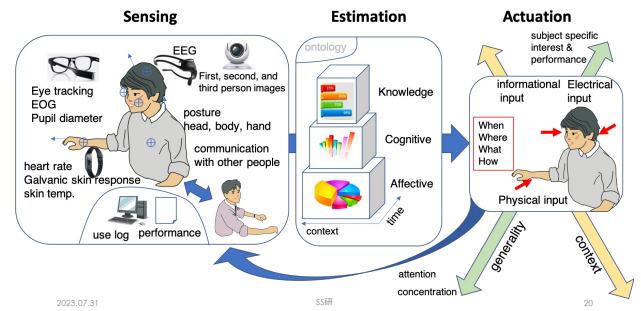 Sensing
Estimation
Actuation
EEG
First, second, and
third person images
Eye tracking
EOG
Pupil diameter
posture
head, body, hand
communication
with other people
heart rate
Galvanic skin response
skin temp.
use log
performance
ontology
25%
Knowledge
Cognitive
Affective
context
time
subject specific
interest & performance
informational
input
Electrical
input
When
Where
What
How
Physical input
generality
context
attention
concentration
2023.07.31
SS研
20